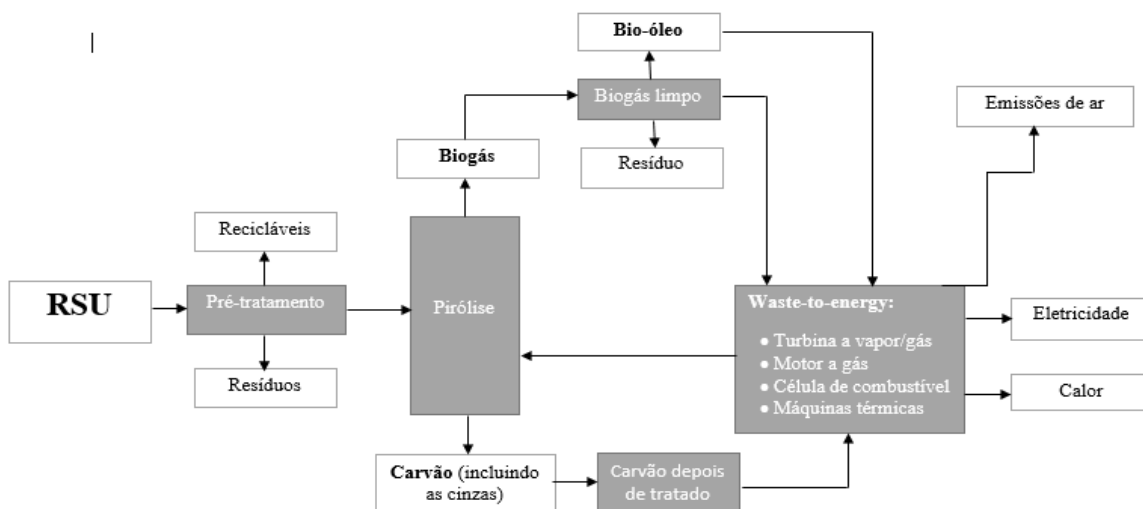 Bio-óleo
Biogás limpo
Emissões de ar
Biogás
Resíduo
Recicláveis
RSU
Pré-tratamento
Pirólise
Waste-to-energy:
● Turbina a vapor/gás
● Motor a gás
● Célula de combustível
● Máquinas térmicas
Eletricidade
Resíduos
Calor
Carvão (incluindo
as cinzas)
Carvão depois
de tratado